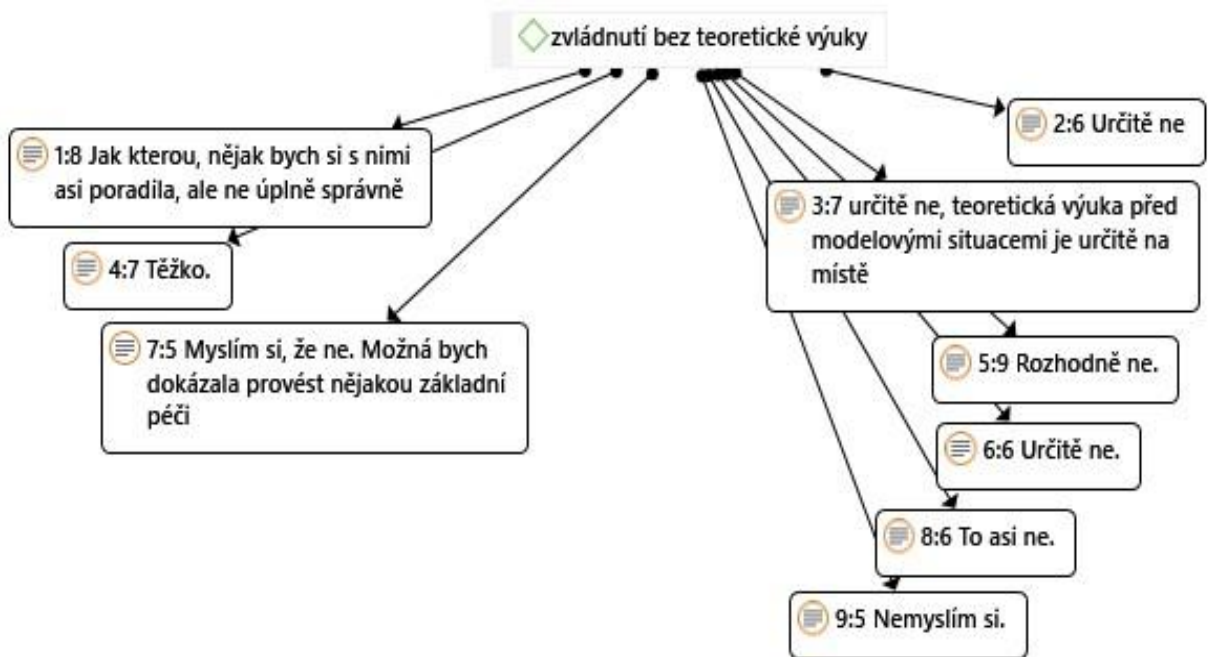 zvládnutí bez teoretické výuky
1:8 Jak kterou, nějak bych si s nimi
asi poradila, ale ne úplně správně
4:7 Těžko.
7:5 Myslím si, že ne. Možná bych
dokázala provést nějakou základní
péči
2:6 Určitě ne
3:7 určitě ne, teoretická výuka před
modelovými situacemi je určitě na
místě
5:9 Rozhodně ne.
6:6 Určitě ne.
8:6 To asi ne.
9:5 Nemyslím si.